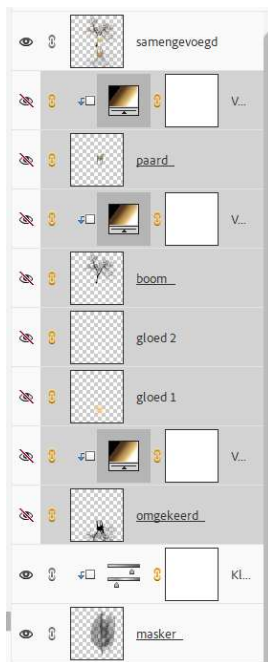 samengevoegd
V...
paard
V...
boom
gloed 2
gloed 1
V...
omgekeerd
Kl...
masker